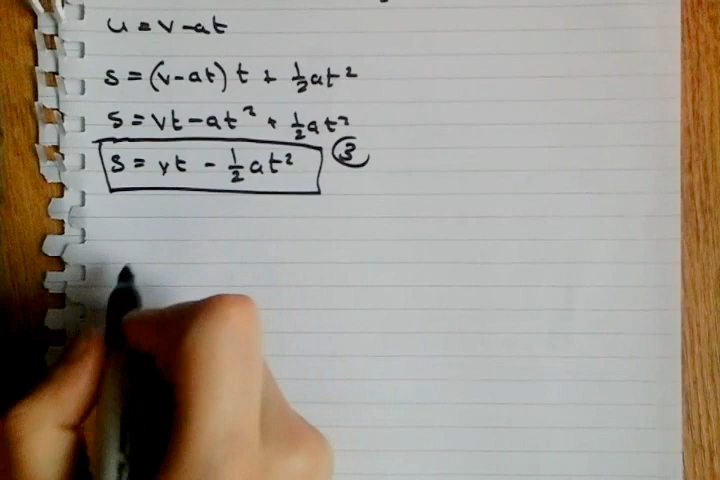 u = v - at
s = (v - at) t + ½at²
s = vt - at² + ½at²
s = vt - ½at² ③